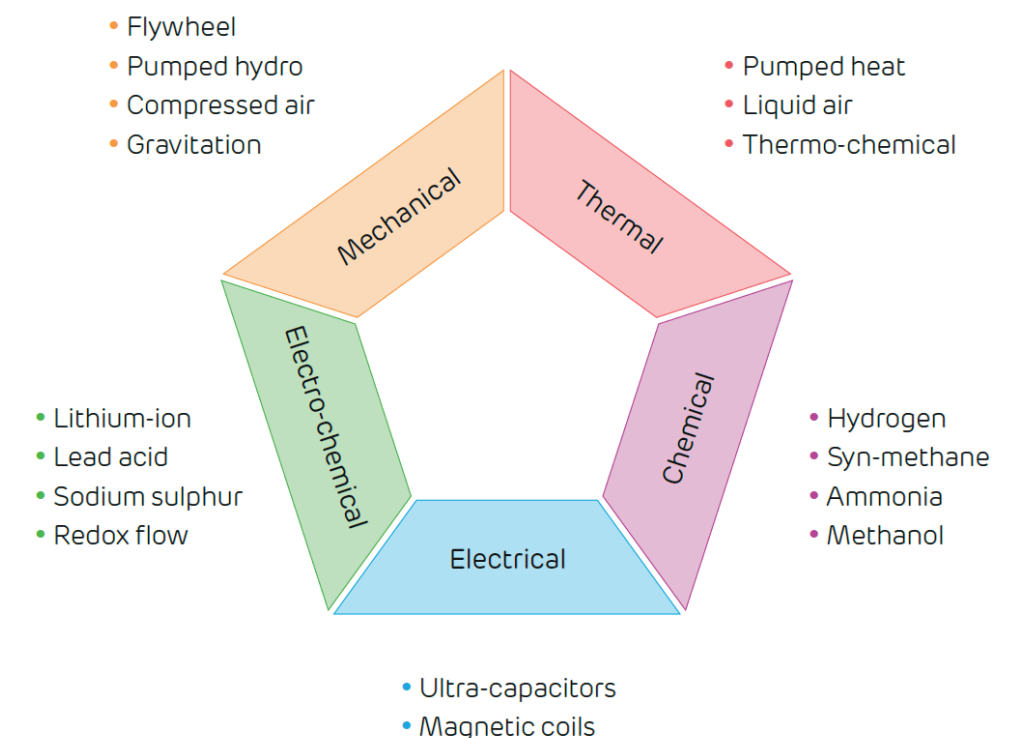 • Flywheel
• Pumped hydro
• Compressed air
• Gravitation
• Pumped heat
• Liquid air
• Thermo-chemical
Mechanical
Thermal
Electro-chemical
Chemical
Electrical
• Lithium-ion
• Lead acid
• Sodium sulphur
• Redox flow
• Hydrogen
• Syn-methane
• Ammonia
• Methanol
• Ultra-capacitors
• Magnetic coils